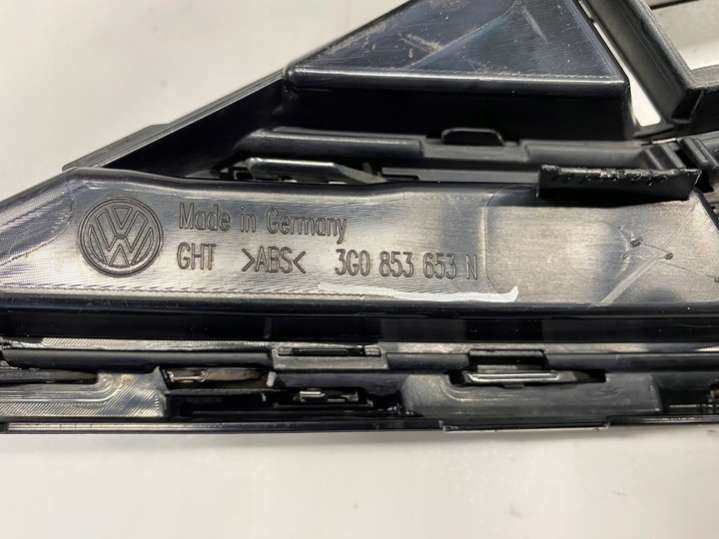 Made in Germany
GHT >ABS< 3G0 853 653 N